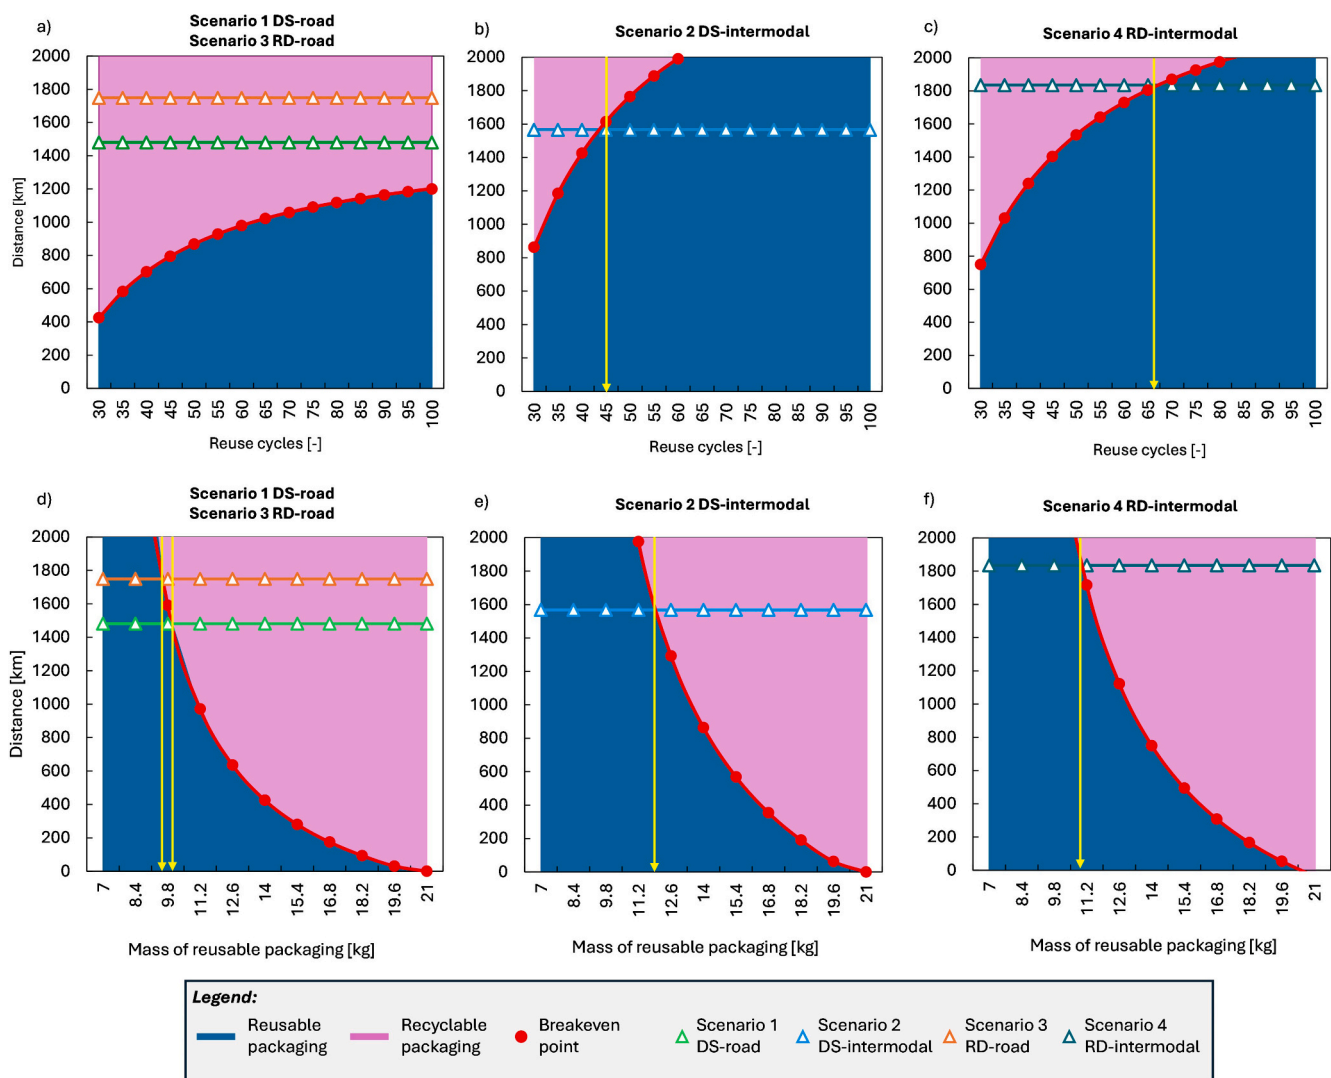 a)
Scenario 1 DS-road
Scenario 3 RD-road
2000
1800
1600
1400
1200
1000
800
600
400
200
0
Distance [km]
30 35 40 45 50 55 60 65 70 75 80 85 90 95 100
Reuse cycles [-]
b)
Scenario 2 DS-intermodal
2000
1800
1600
1400
1200
1000
800
600
400
200
0
30 35 40 45 50 55 60 65 70 75 80 85 90 95 100
Reuse cycles [-]
c)
Scenario 4 RD-intermodal
2000
1800
1600
1400
1200
1000
800
600
400
200
0
30 35 40 45 50 55 60 65 70 75 80 85 90 95 100
Reuse cycles [-]
d)
Scenario 1 DS-road
Scenario 3 RD-road
2000
1800
1600
1400
1200
1000
800
600
400
200
0
Distance [km]
7 8.4 9.8 11.2 12.6 14 15.4 16.8 18.2 19.6 21
Mass of reusable packaging [kg]
e)
Scenario 2 DS-intermodal
2000
1800
1600
1400
1200
1000
800
600
400
200
0
7 8.4 9.8 11.2 12.6 14 15.4 16.8 18.2 19.6 21
Mass of reusable packaging [kg]
f)
Scenario 4 RD-intermodal
2000
1800
1600
1400
1200
1000
800
600
400
200
0
7 8.4 9.8 11.2 12.6 14 15.4 16.8 18.2 19.6 21
Mass of reusable packaging [kg]
Legend:
Reusable
packaging
Recyclable
packaging
Breakeven
point
Scenario 1
DS-road
Scenario 2
DS-intermodal
Scenario 3
RD-road
Scenario 4
RD-intermodal